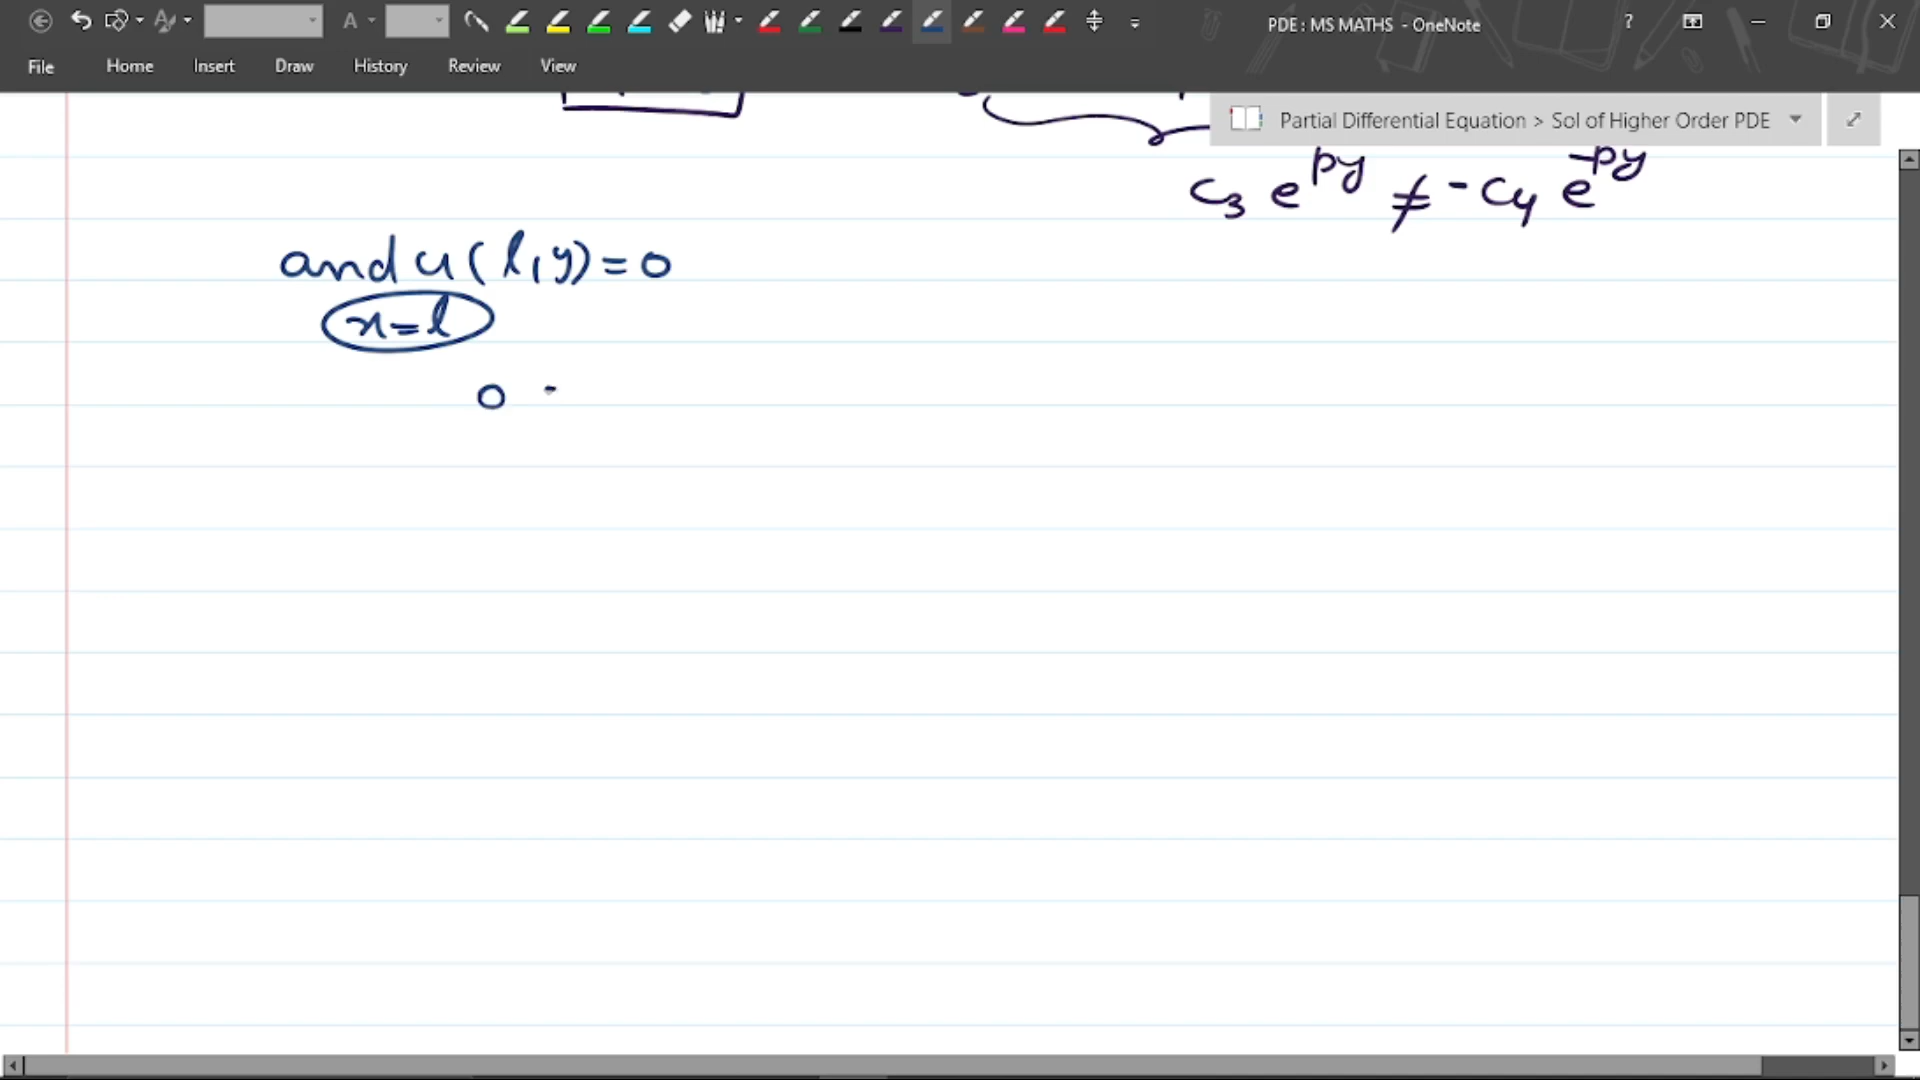 PDE : MS MATHS - OneNote
?
File Home Insert Draw History Review View
Partial Differential Equation > Sol of Higher Order PDE
c₃ e^py ≠ - c₄ e^-py
and u(l,y) = 0
x=l
0